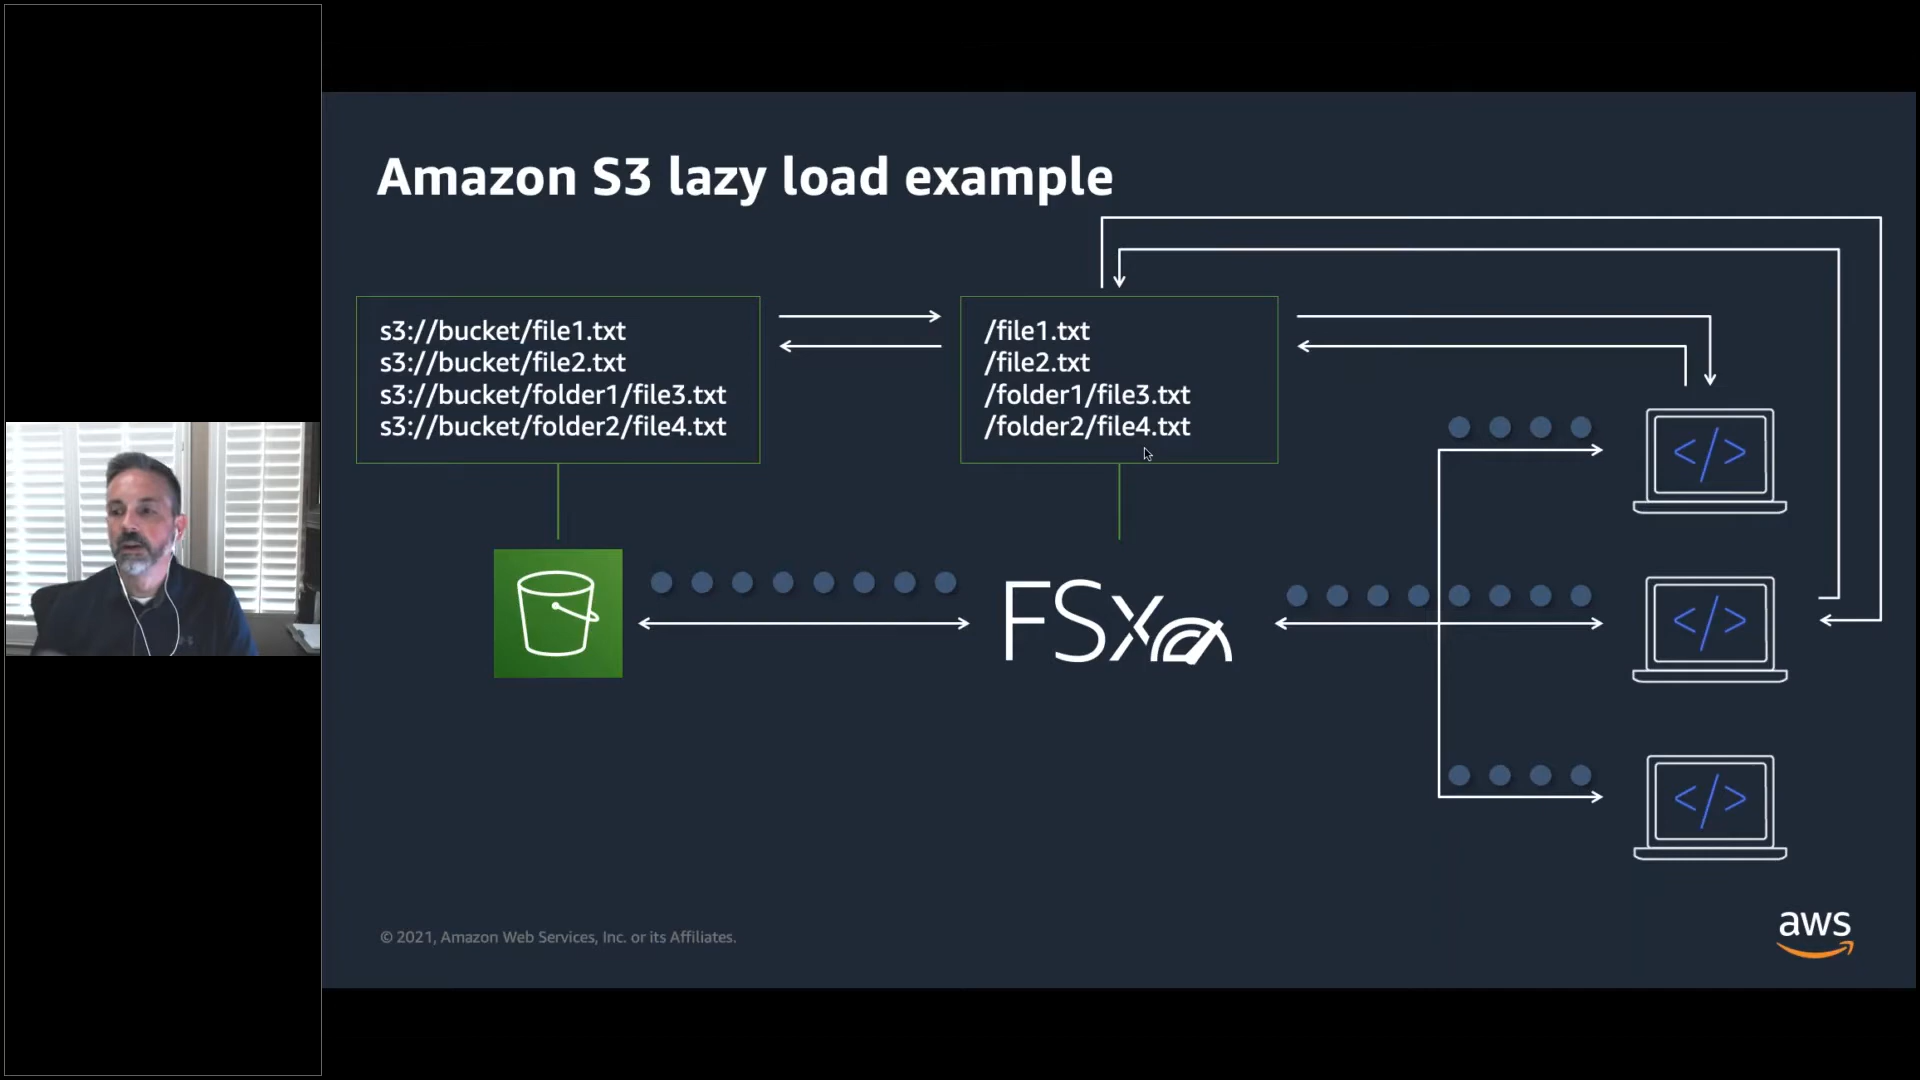 Amazon S3 lazy load example
s3://bucket/file1.txt
s3://bucket/file2.txt
s3://bucket/folder1/file3.txt
s3://bucket/folder2/file4.txt
/file1.txt
/file2.txt
/folder1/file3.txt
/folder2/file4.txt
</>
FSx
</>
</>
© 2021, Amazon Web Services, Inc. or its Affiliates.
aws